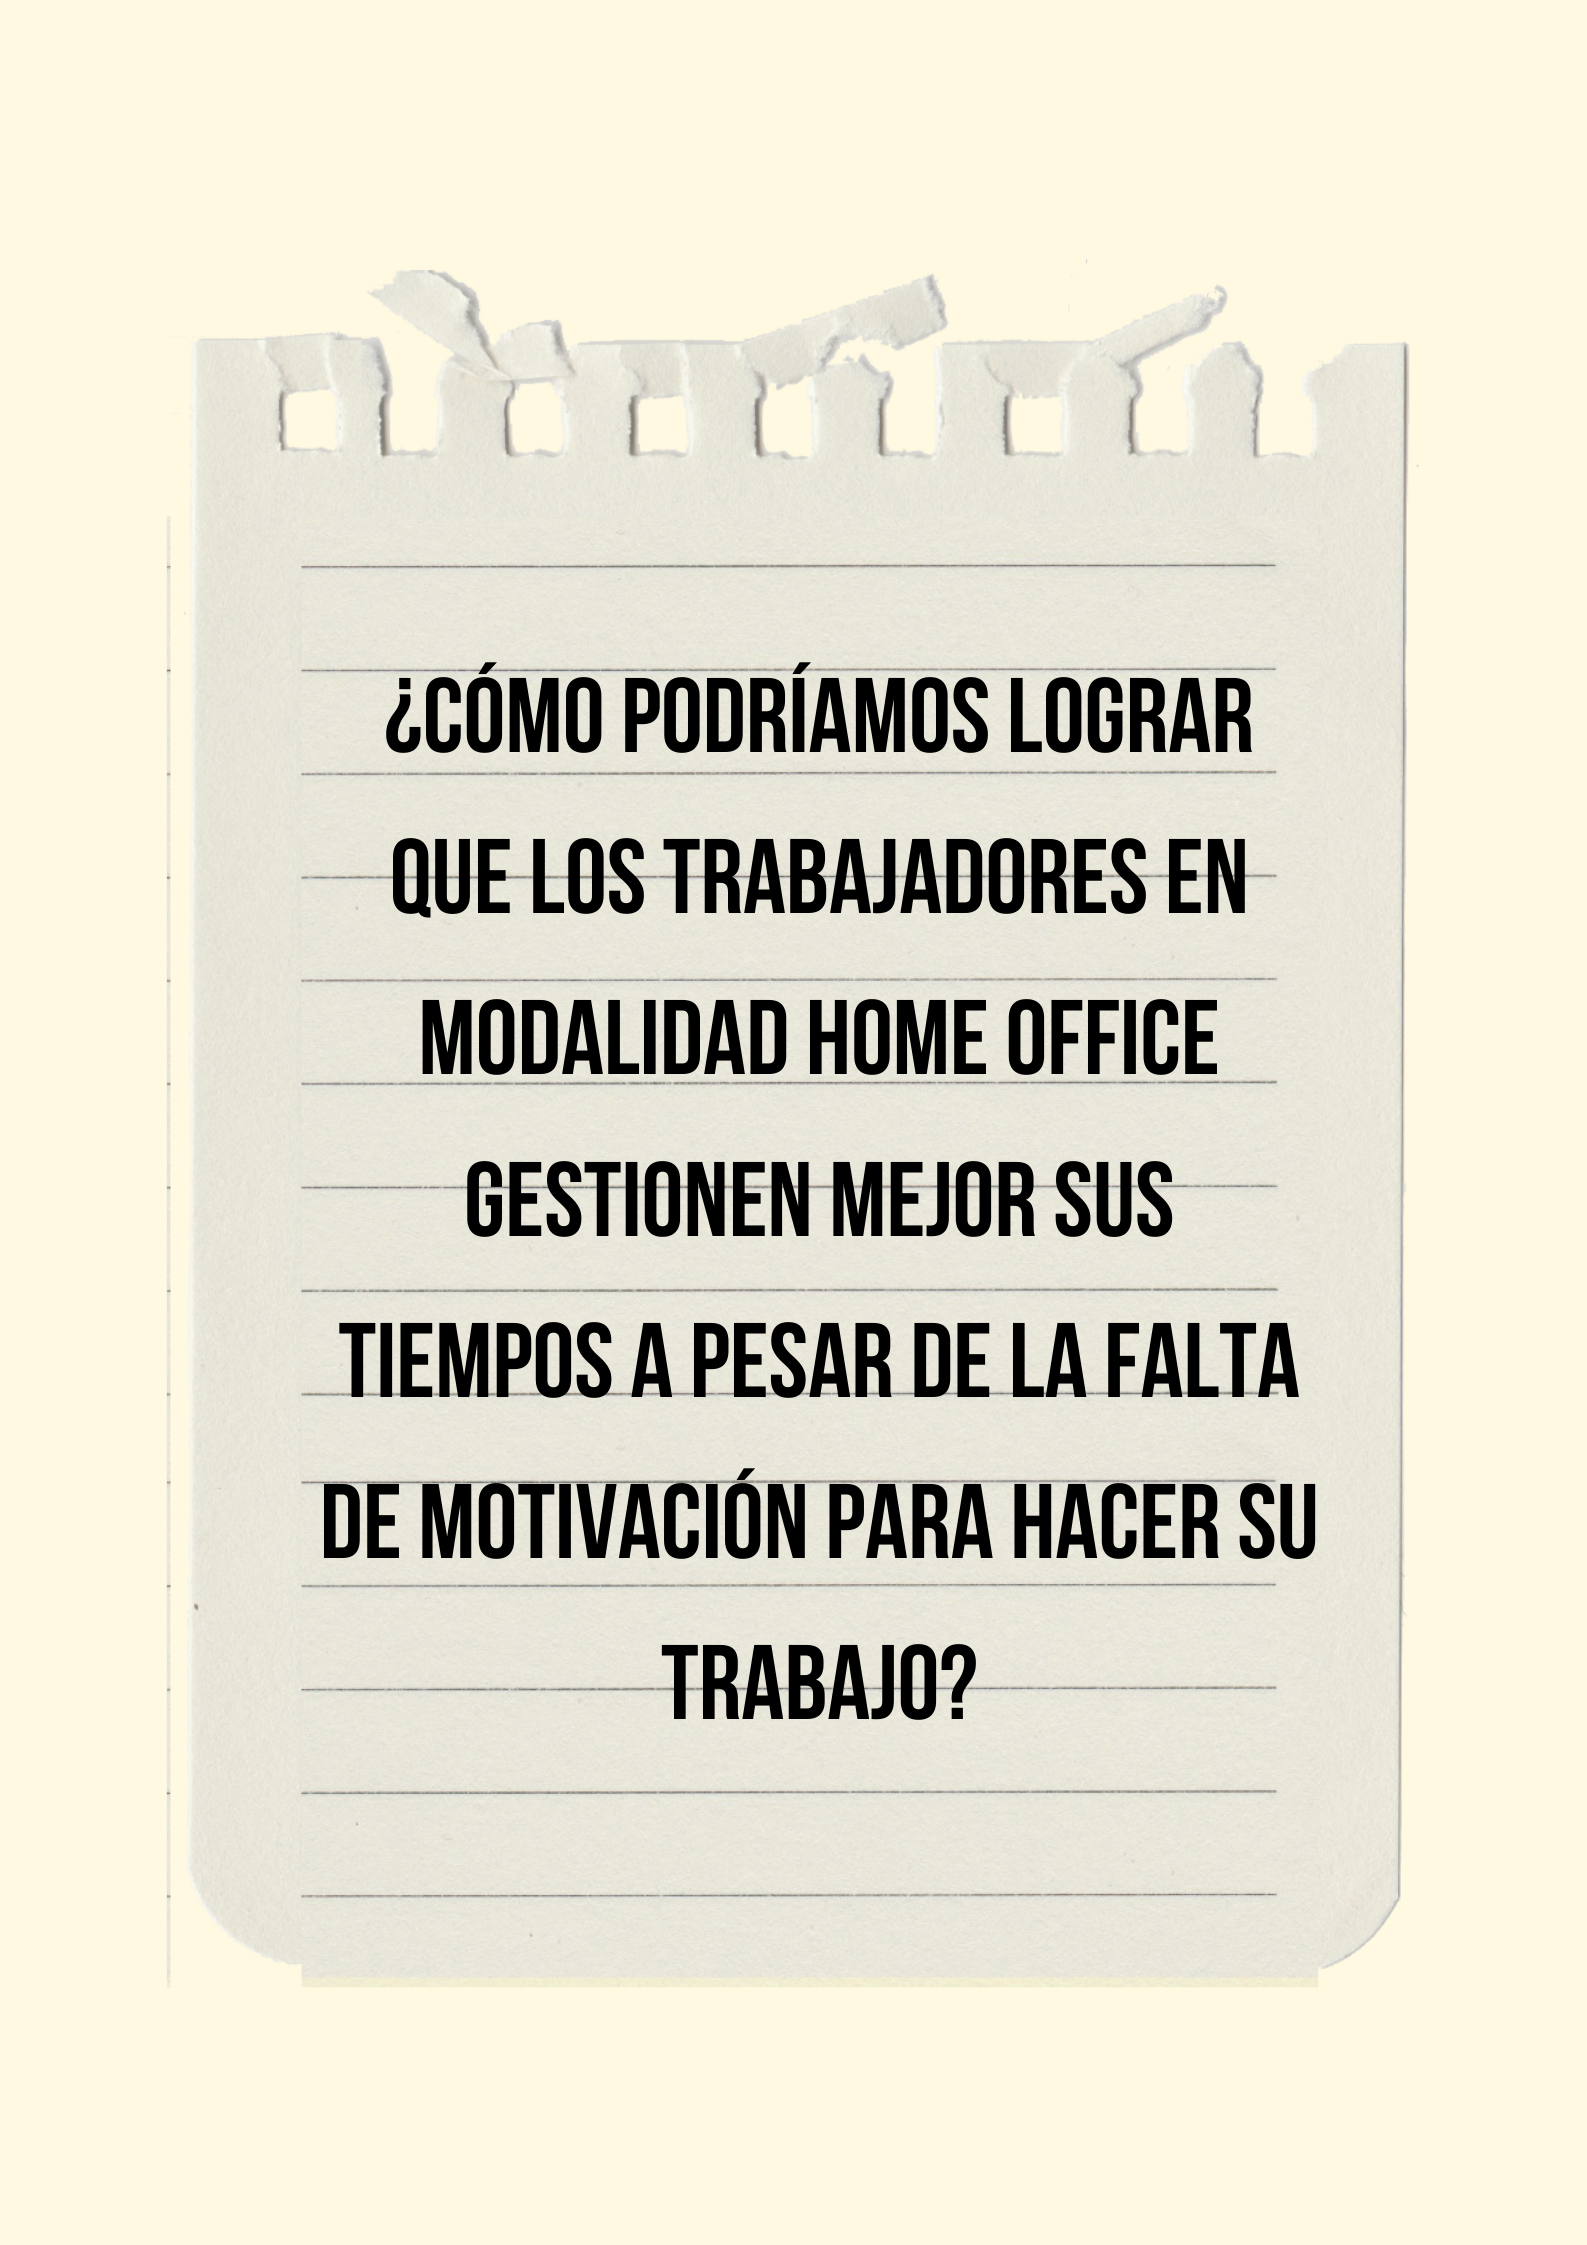 ¿CÓMO PODRÍAMOS LOGRAR
QUE LOS TRABAJADORES EN
MODALIDAD HOME OFFICE
GESTIONEN MEJOR SUS
TIEMPOS A PESAR DE LA FALTA
DE MOTIVACIÓN PARA HACER SU
TRABAJO?